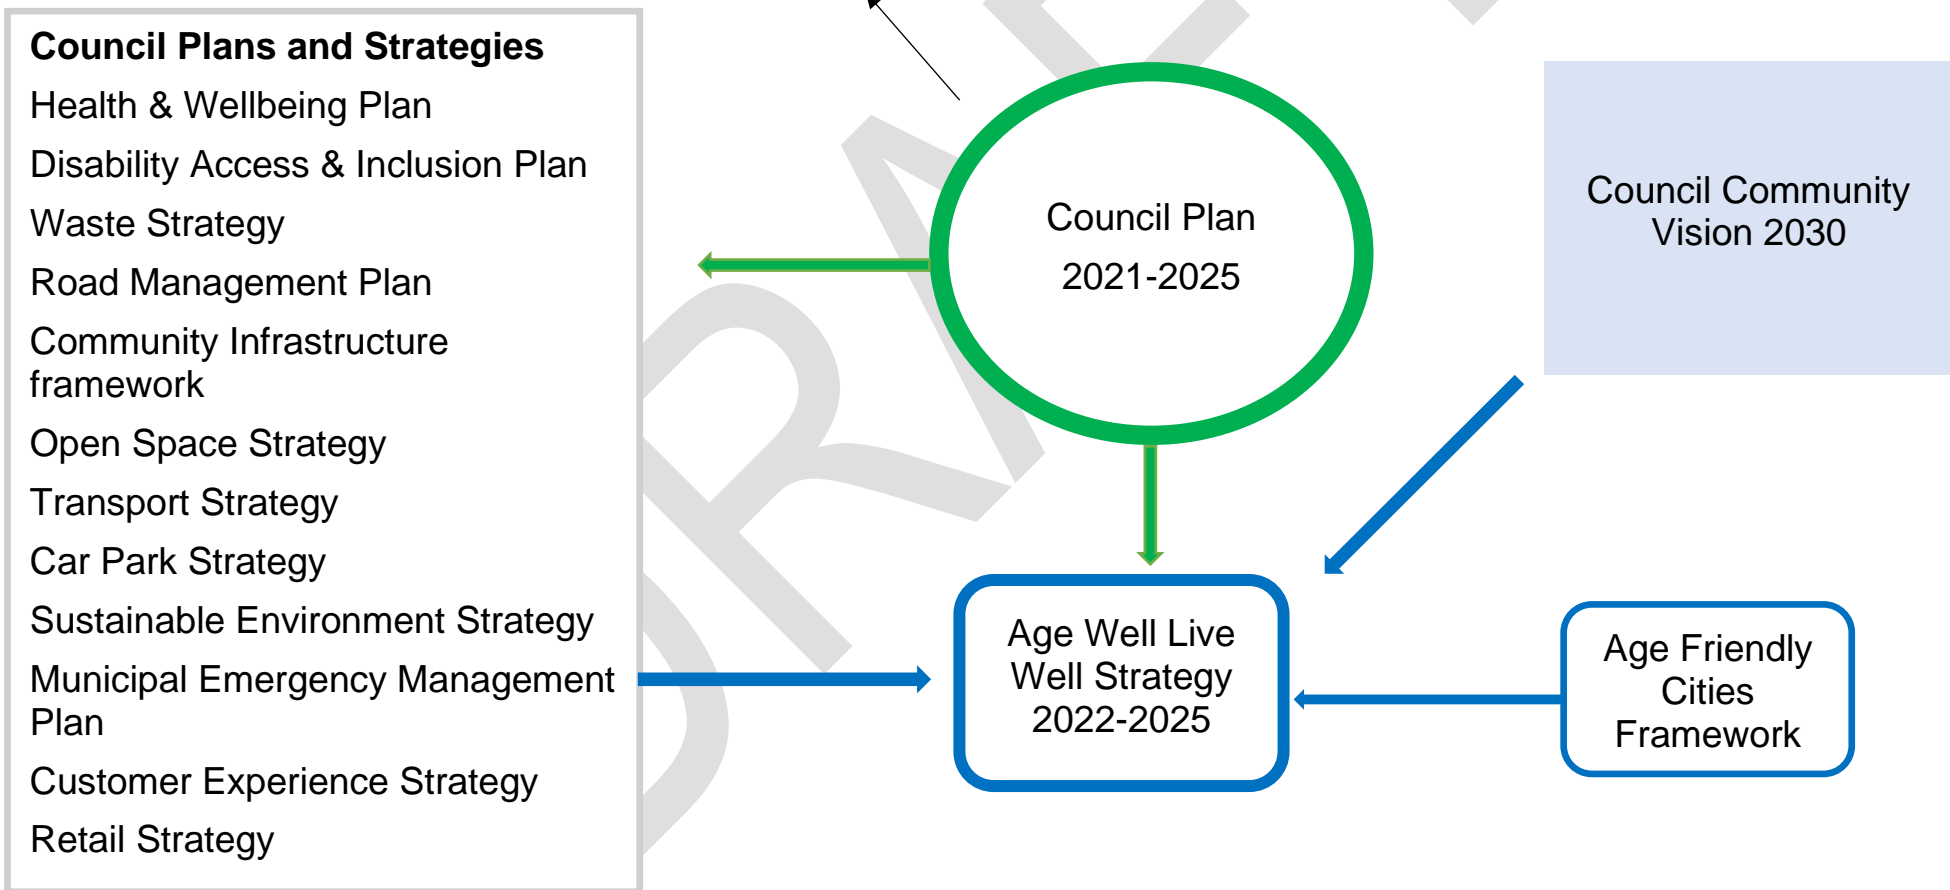 Council Plans and Strategies
Health & Wellbeing Plan
Disability Access & Inclusion Plan
Waste Strategy
Road Management Plan
Community Infrastructure
framework
Open Space Strategy
Transport Strategy
Car Park Strategy
Sustainable Environment Strategy
Municipal Emergency Management
Plan
Customer Experience Strategy
Retail Strategy
Council Plan
2021-2025
Council Community
Vision 2030
Age Well Live
Well Strategy
2022-2025
Age Friendly
Cities
Framework